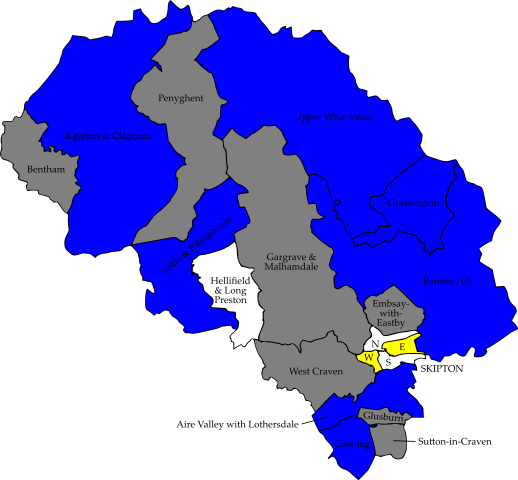 Penyghent
Upper Wharfedale
Ingleton & Clapham
Bentham
Grassington
Settle & Ribblebanks
Gargrave &
Malhamdale
Hellifield
& Long
Preston
Barden Fell
Embsay-
with-
Eastby
N
E
W
S
SKIPTON
West Craven
Glusburn
Aire Valley with Lothersdale
Cowling
Sutton-in-Craven